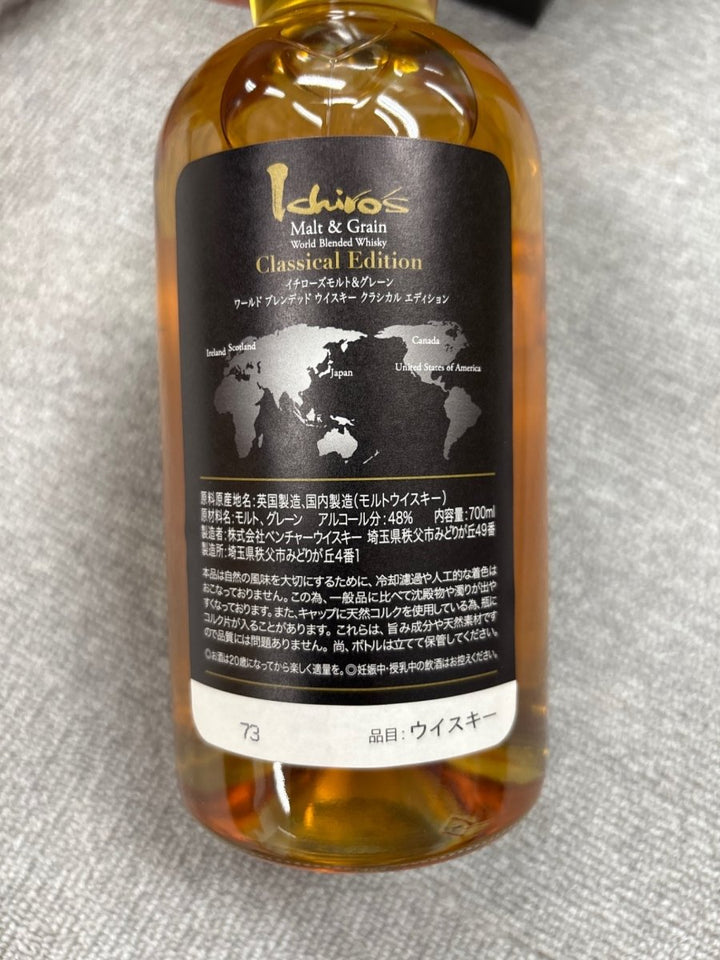 Ichiro's
Malt & Grain
World Blended Whisky
Classical Edition
イチローズモルト&グレーン
ワールド ブレンデッド ウイスキー クラシカル エディション
Ireland Scotland
Canada
Japan
United States of America
原料原産地名:英国製造、国内製造(モルトウイスキー)
原材料名:モルト、グレーン アルコール分:48% 内容量:700ml
製造者:株式会社ベンチャーウイスキー 埼玉県秩父市みどりが丘49番
製造所:埼玉県秩父市みどりが丘4番1
本品は自然の風味を大切にするために、冷却濾過や人工的な着色は
おこなっておりません。この為、一般品に比べて沈殿物や濁りが出や
すくなっております。また、キャップに天然コルクを使用している為、瓶に
コルク片が入ることがあります。これらは、旨み成分や天然素材です
ので品質には問題ありません。尚、ボトルは立てて保管してください。
◎お酒は20歳になってから楽しく適量を。◎妊娠中・授乳中の飲酒はお控えください。
73
品目:ウイスキー